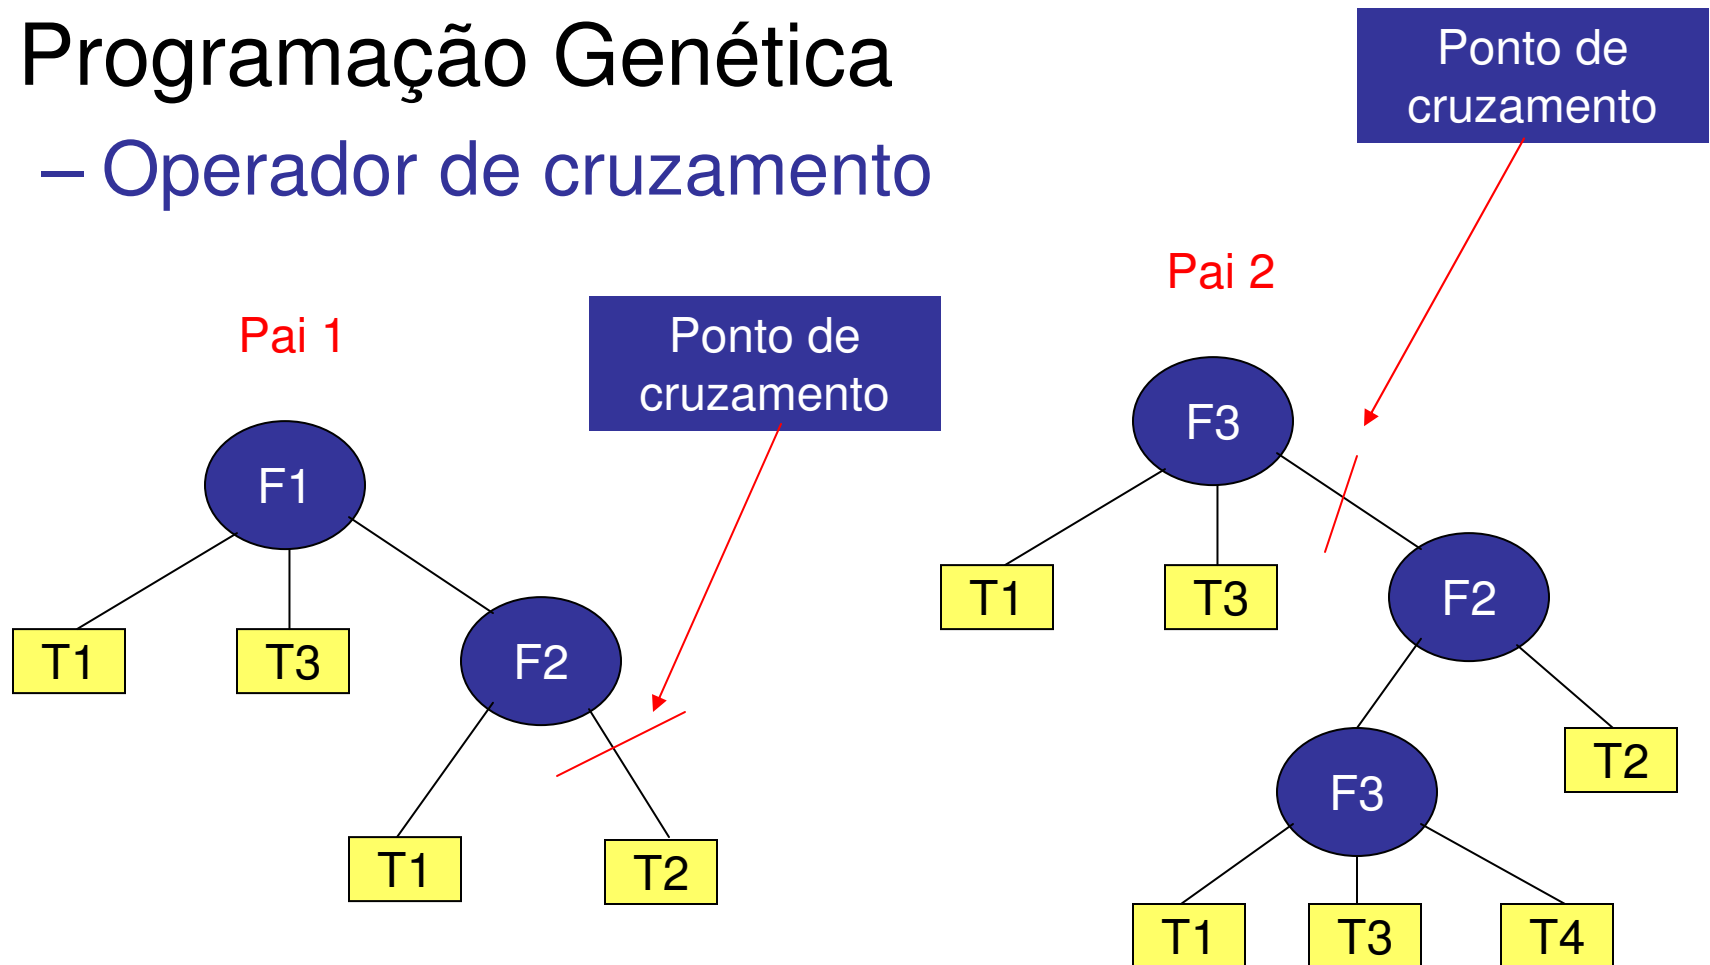 Programação Genética
– Operador de cruzamento
Ponto de
cruzamento
Pai 1
Ponto de
cruzamento
Pai 2
F1
T1
T3
F2
T1
T2
F3
T1
T3
F2
F3
T2
T1
T3
T4